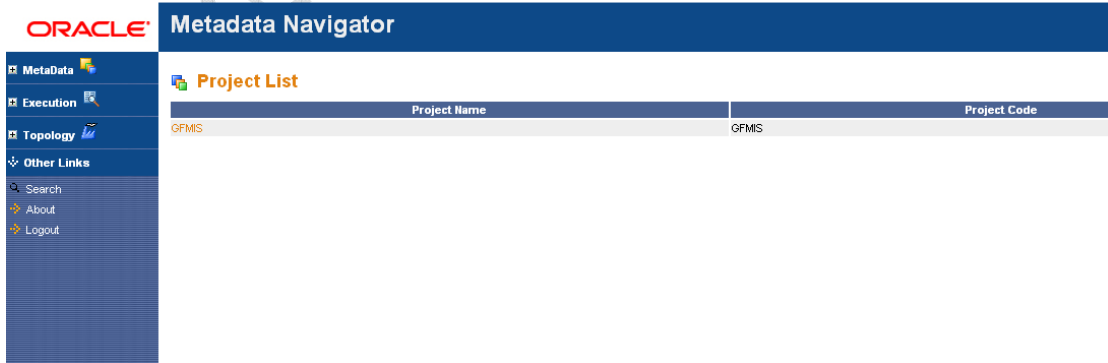 ORACLE
Metadata Navigator
MetaData
Execution
Topology
Other Links
Search
About
Logout
Project List
Project Name Project Code
GFMIS GFMIS